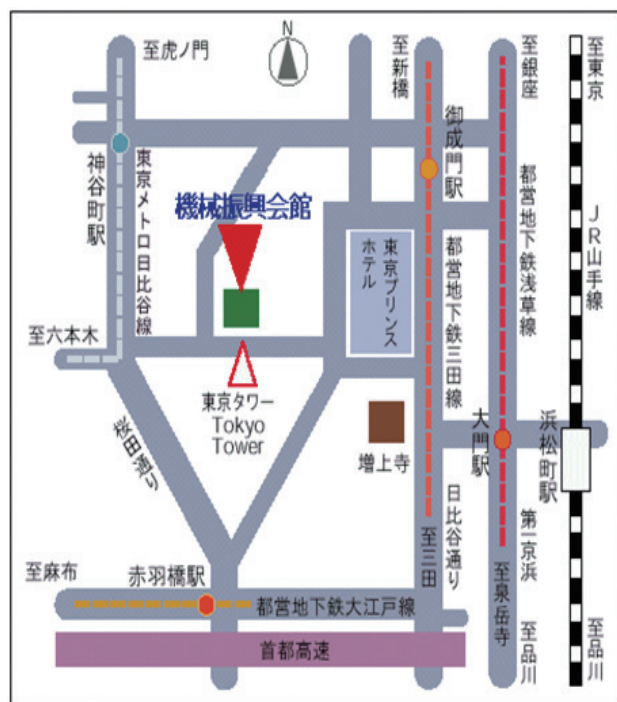 N
至虎ノ門
至新橋
至銀座
至東京
御成門駅
神谷町駅
東京メトロ日比谷線
機械振興会館
都営地下鉄浅草線
JR山手線
東京プリンス
ホテル
都営地下鉄三田線
至六本木
東京タワー
Tokyo
Tower
桜田通り
増上寺
大門駅
浜松町駅
日比谷通り
第一京浜
至三田
至泉岳寺
至麻布
赤羽橋駅
都営地下鉄大江戸線
首都高速
至品川
至品川